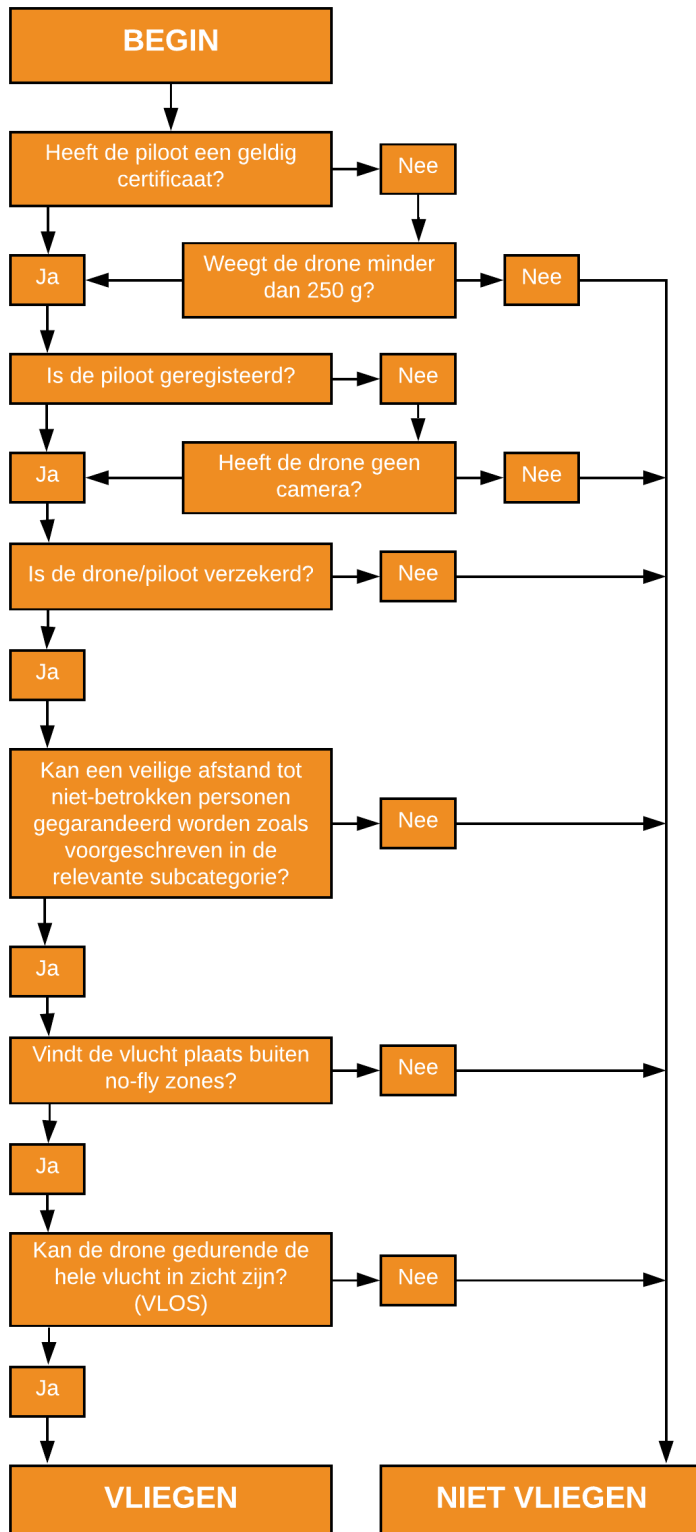 BEGIN
Heeft de piloot een geldig
certificaat?
Nee
Ja
Weegt de drone minder
dan 250 g?
Nee
Is de piloot geregisteerd?
Nee
Ja
Heeft de drone geen
camera?
Nee
Is de drone/piloot verzekerd?
Nee
Ja
Kan een veilige afstand tot
niet-betrokken personen
gegarandeerd worden zoals
voorgeschreven in de
relevante subcategorie?
Nee
Ja
Vindt de vlucht plaats buiten
no-fly zones?
Nee
Ja
Kan de drone gedurende de
hele vlucht in zicht zijn?
(VLOS)
Nee
Ja
VLIEGEN
NIET VLIEGEN